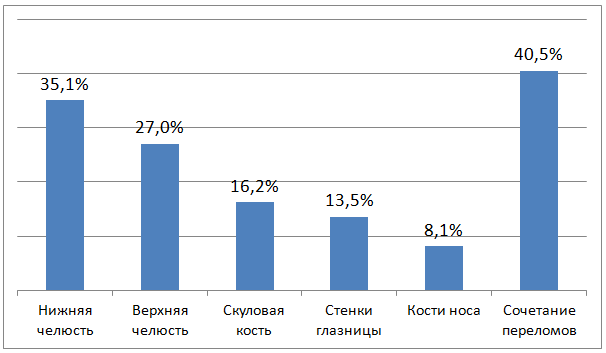 40,5%
35,1%
27,0%
16,2%
13,5%
8,1%
Нижняя челюсть
Верхняя челюсть
Скуловая кость
Стенки глазницы
Кости носа
Сочетание переломов